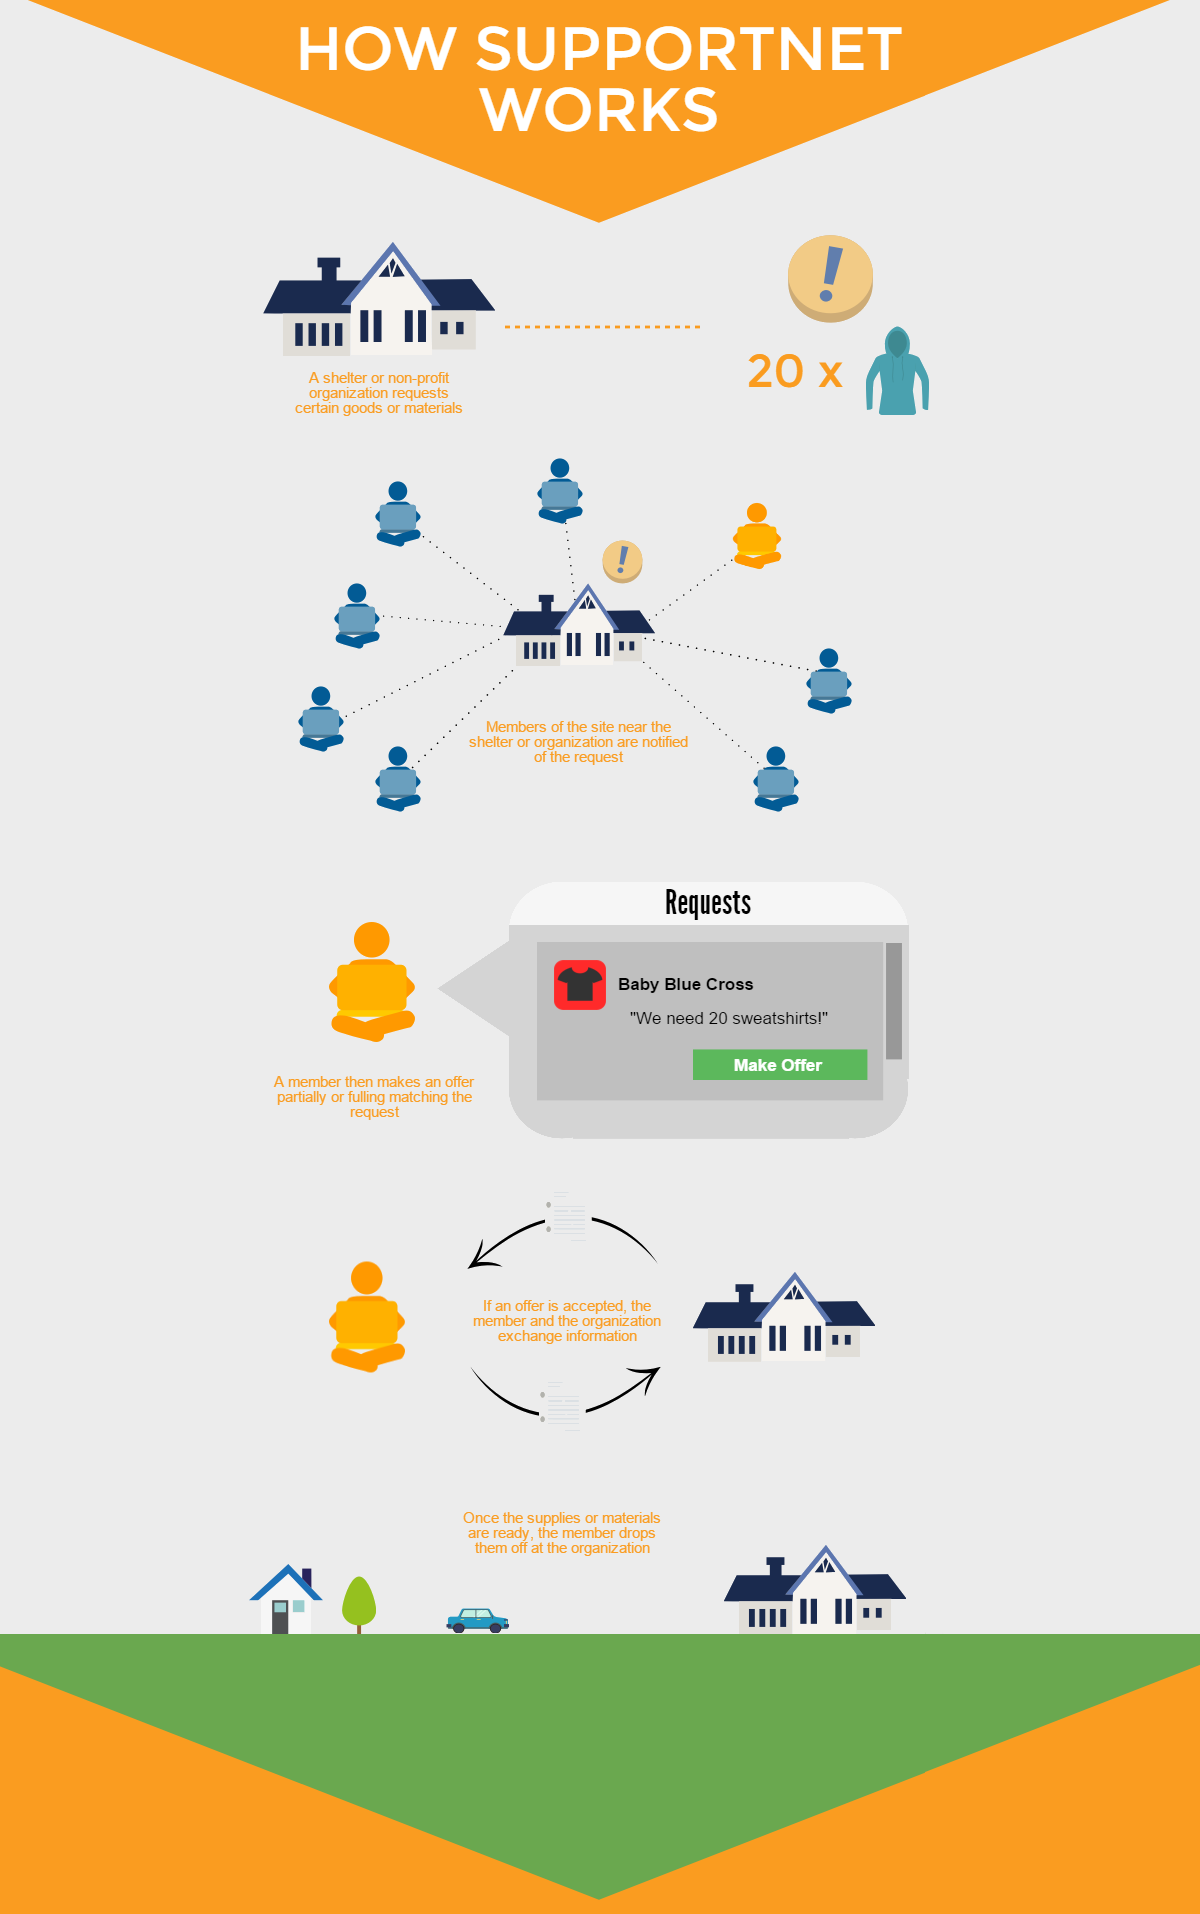 HOW SUPPORTNET
WORKS
A shelter or non-profit
organization requests
certain goods or materials
!
20 x
!
Members of the site near the
shelter or organization are notified
of the request
Requests
Baby Blue Cross
"We need 20 sweatshirts!"
Make Offer
A member then makes an offer
partially or fulling matching the
request
If an offer is accepted, the
member and the organization
exchange information
Once the supplies or materials
are ready, the member drops
them off at the organization